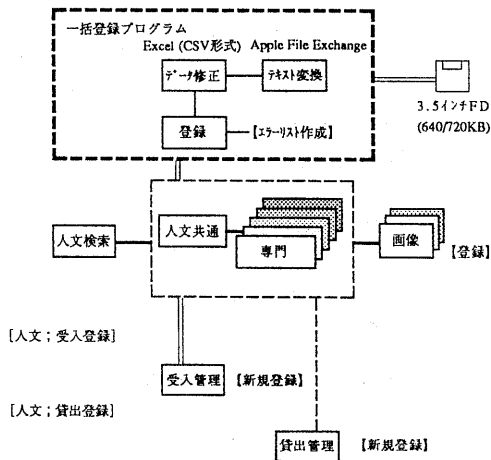 一括登録プログラム
Excel (CSV形式) Apple File Exchange
ﾃﾞｰﾀ修正
ﾃｷｽﾄ変換
3.5ｲﾝﾁFD
(640/720KB)
登録
【ｴﾗｰﾘｽﾄ作成】
人文検索
人文共通
専門
画像
【登録】
[人文；受入登録]
受入管理
【新規登録】
[人文；貸出登録]
貸出管理
【新規登録】